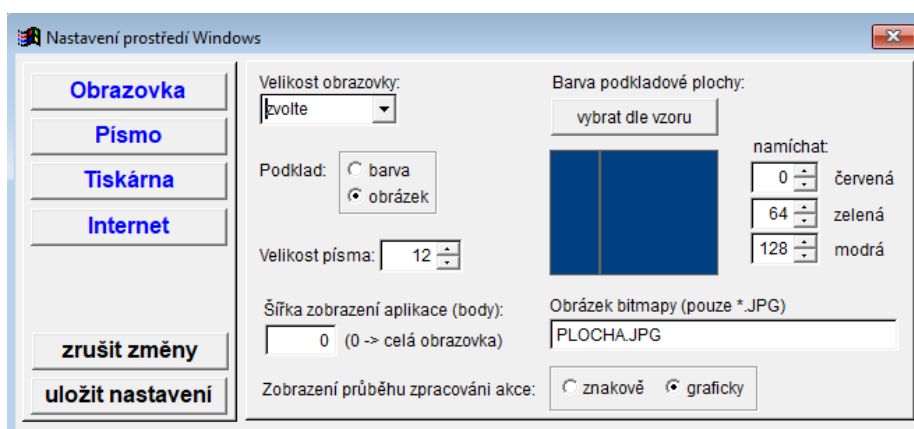 Nastavení prostředí Windows
Obrazovka
Písmo
Tiskárna
Internet
zrušit změny
uložit nastavení
Velikost obrazovky:
zvolte
Podklad:
barva
obrázek
Velikost písma: 12
Šířka zobrazení aplikace (body):
0 (0 -> celá obrazovka)
Zobrazení průběhu zpracováni akce:
znakově graficky
Barva podkladové plochy:
vybrat dle vzoru
namíchat:
0 červená
64 zelená
128 modrá
Obrázek bitmapy (pouze *.JPG)
PLOCHA.JPG